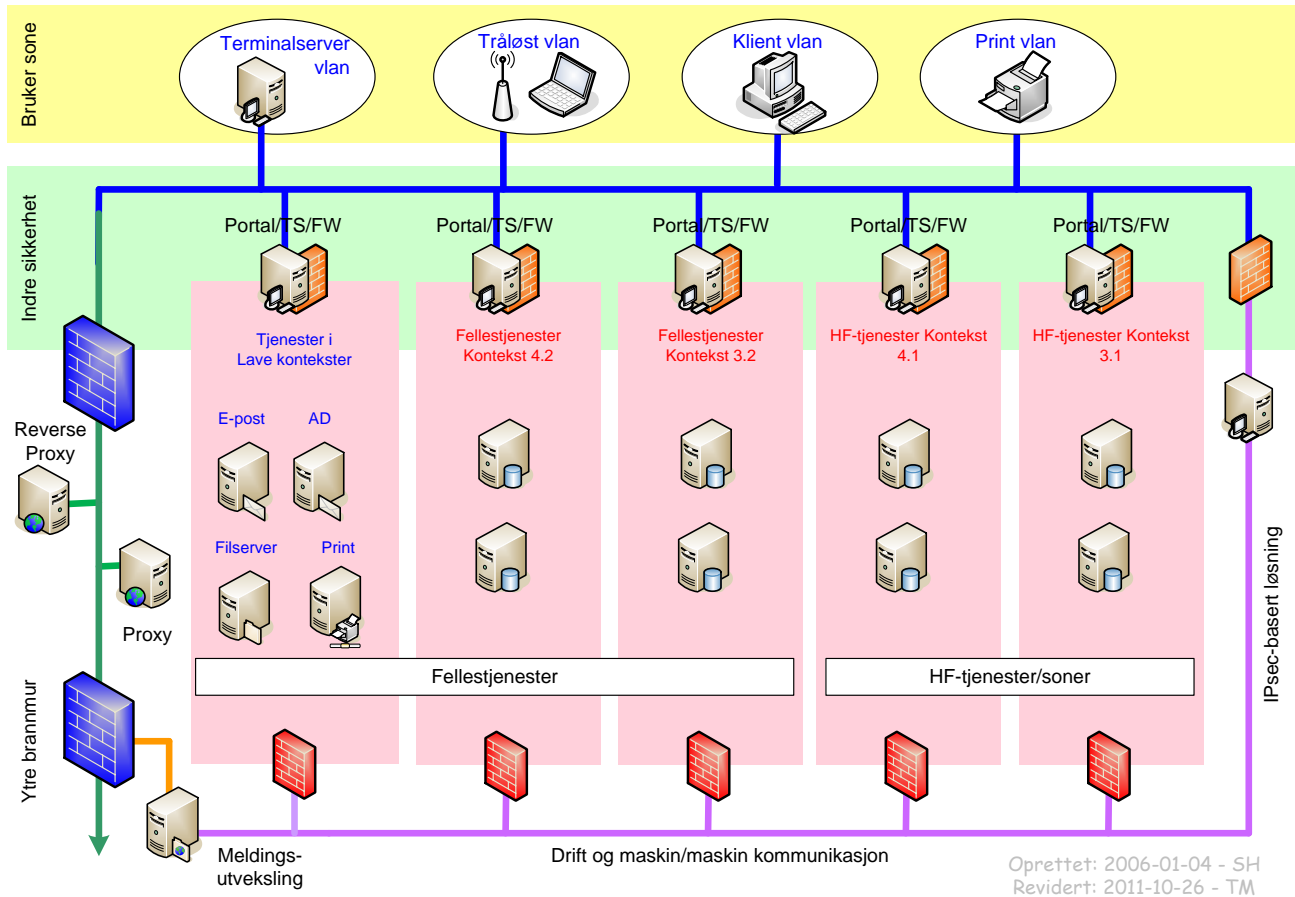 Bruker sone
Terminalserver
vlan
Tråløst vlan
Klient vlan
Print vlan
Indre sikkerhet
Portal/TS/FW
Portal/TS/FW
Portal/TS/FW
Portal/TS/FW
Portal/TS/FW
Tjenester i
Lave kontekster
Fellestjenester
Kontekst 4.2
Fellestjenester
Kontekst 3.2
HF-tjenester Kontekst
4.1
HF-tjenester Kontekst
3.1
E-post
AD
Reverse
Proxy
Filserver
Print
Proxy
Fellestjenester
HF-tjenester/soner
IPsec-basert løsning
Ytre brannmur
Meldings-
utveksling
Drift og maskin/maskin kommunikasjon
Oprettet: 2006-01-04 - SH
Revidert: 2011-10-26 - TM